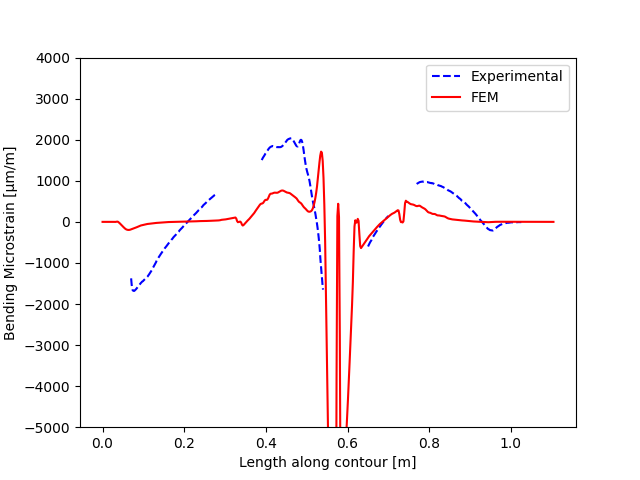 4000
3000
2000
1000
0
−1000
−2000
−3000
−4000
−5000
Bending Microstrain [μm/m]
Experimental
FEM
0.0 0.2 0.4 0.6 0.8 1.0
Length along contour [m]